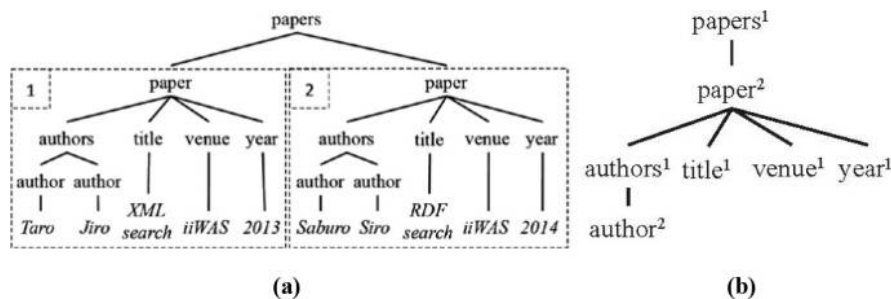 papers
1 paper
authors title venue year
author author
Taro Jiro XML search iiWAS 2013
2 paper
authors title venue year
author author
Saburo Siro RDF search iiWAS 2014
(a)
papers¹
paper²
authors¹ title¹ venue¹ year¹
author²
(b)